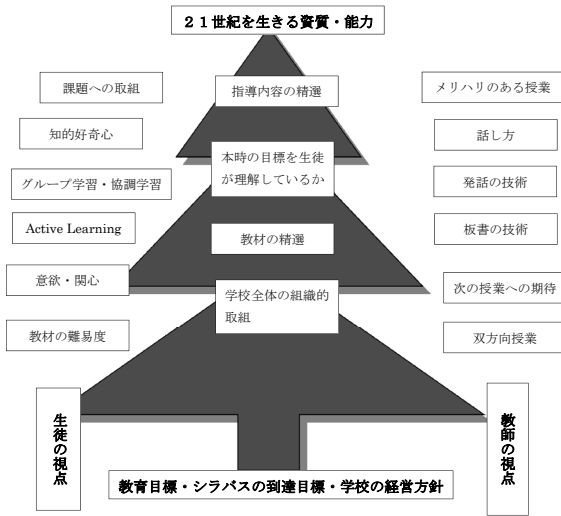 ２１世紀を生きる資質・能力
課題への取組
指導内容の精選
メリハリのある授業
知的好奇心
話し方
本時の目標を生徒
が理解しているか
グループ学習・協調学習
発話の技術
Active Learning
教材の精選
板書の技術
意欲・関心
学校全体の組織的
取組
次の授業への期待
教材の難易度
双方向授業
生徒の視点
教師の視点
教育目標・シラバスの到達目標・学校の経営方針